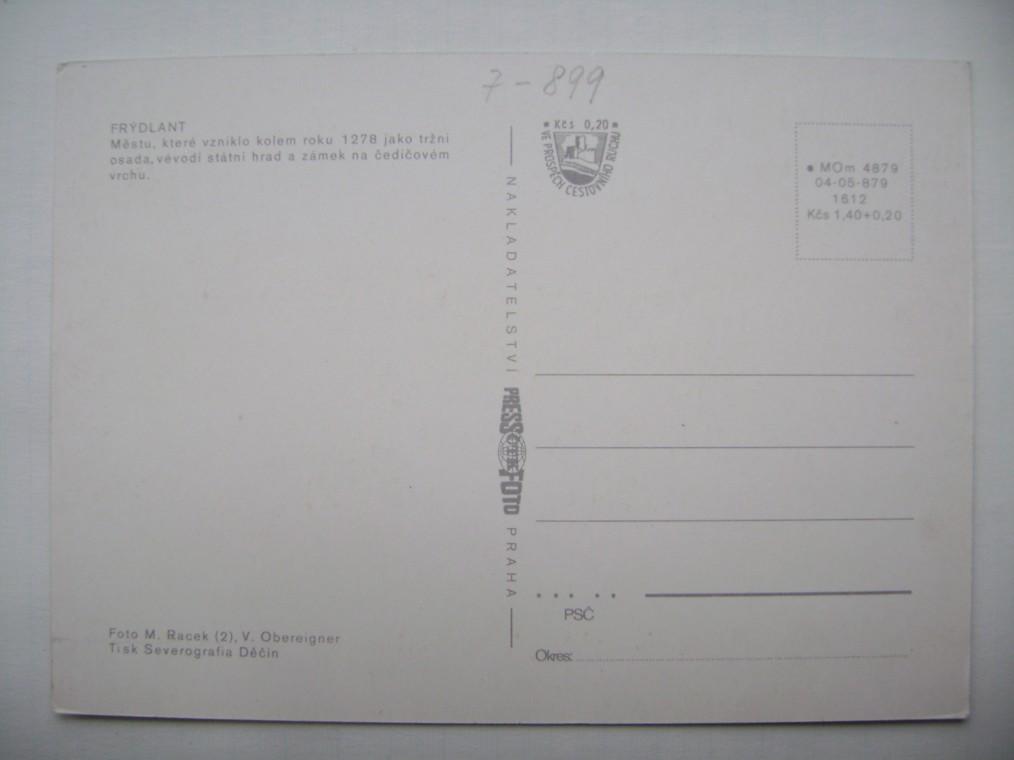 7-899
FRÝDLANT
Městu, které vzniklo kolem roku 1278 jako tržní
osada, vévodí státní hrad a zámek na čedičovém
vrchu.
Foto M. Racek (2), V. Obereigner
Tisk Severografia Děčín
NAKLADATELSTVÍ
PRESSFOTO
PRAHA
• Kčs 0,20 •
VE PROSPĚCH CESTOVNÍHO RUCHU
• MOm 4879
04-05-879
1612
Kčs 1,40+0,20
PSČ
Okres: